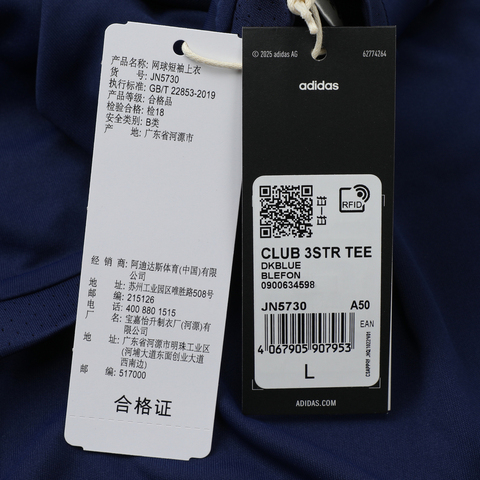 产品名称: 网球短袖上衣
货 号: JN5730
执行标准: GB/T 22853-2019
产品等级: 合格品
检验合格: 检18
安全类别: B类
产 地: 广东省河源市
经 销 商: 阿迪达斯体育(中国)有限
公司
地 址: 苏州工业园区唯胜路508号
邮 编: 215126
电 话: 400 880 1515
厂 名: 宝嘉怡升制衣厂(河源)有
限公司
地 址: 广东省河源市明珠工业区
(河埔大道东面创业大道
西南边)
邮 编: 517000
合格证
© 2025 adidas AG
62774264
adidas
RFID
CLUB 3STR TEE
DKBLUE
BLEFON
0900634598
JN5730 A50
EAN
4 067905 907953
L
ADIDAS.COM